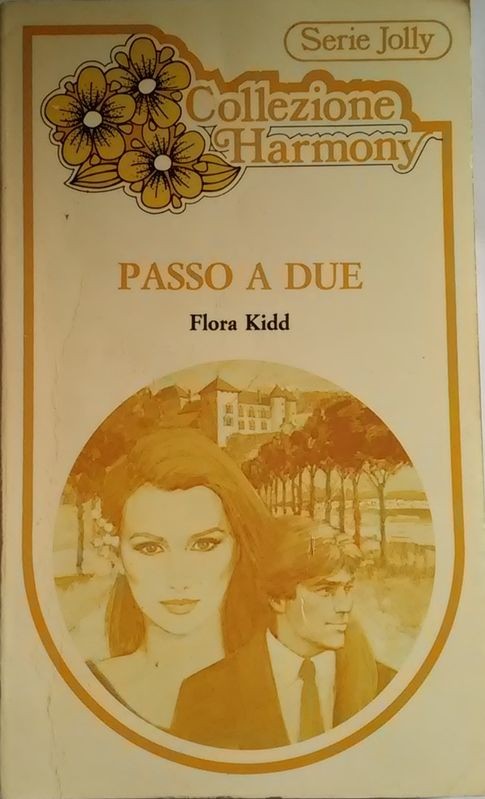 Serie Jolly
Collezione
Harmony
PASSO A DUE
Flora Kidd